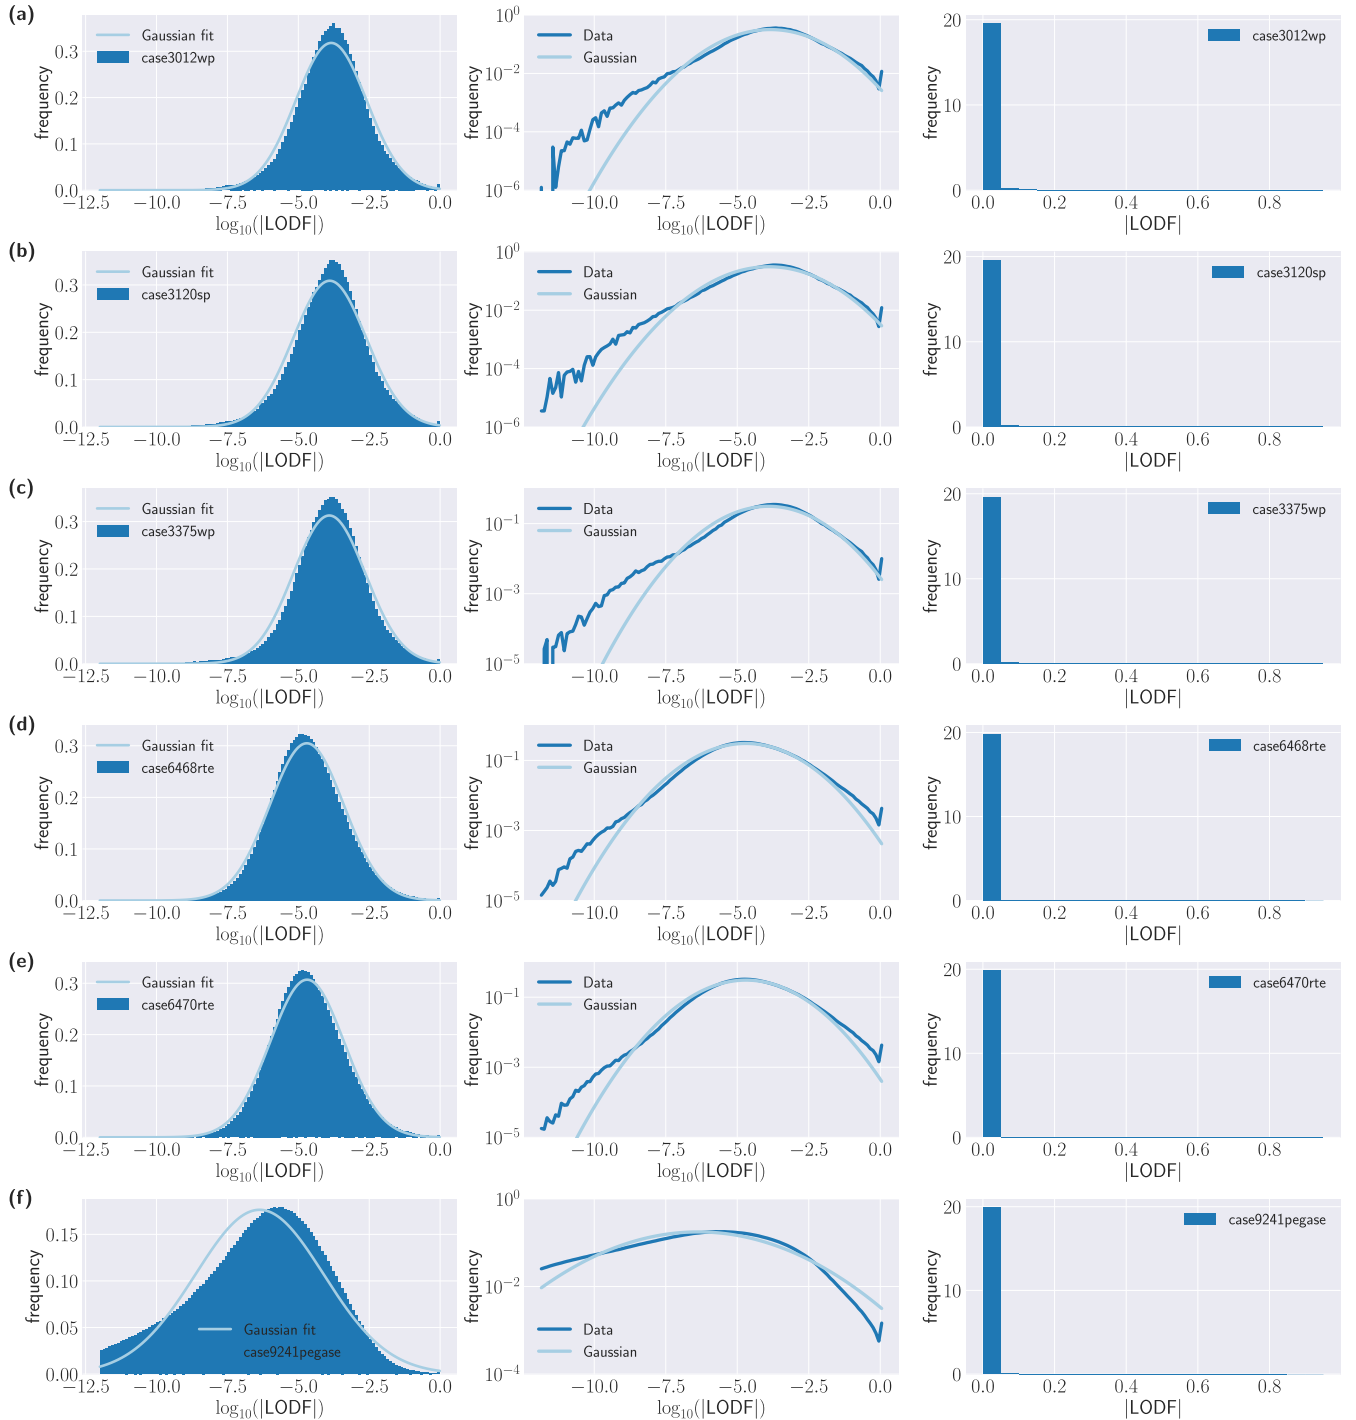 (a)
0.3
0.2
0.1
0.0
frequency
Gaussian fit
case3012wp
−12.5 −10.0 −7.5 −5.0 −2.5 0.0
log10(|LODF|)
10^0
10^−2
10^−4
10^−6
frequency
Data
Gaussian
−10.0 −7.5 −5.0 −2.5 0.0
log10(|LODF|)
20
10
0
frequency
case3012wp
0.0 0.2 0.4 0.6 0.8
|LODF|
(b)
0.3
0.2
0.1
0.0
frequency
Gaussian fit
case3120sp
−12.5 −10.0 −7.5 −5.0 −2.5 0.0
log10(|LODF|)
10^0
10^−2
10^−4
10^−6
frequency
Data
Gaussian
−10.0 −7.5 −5.0 −2.5 0.0
log10(|LODF|)
20
10
0
frequency
case3120sp
0.0 0.2 0.4 0.6 0.8
|LODF|
(c)
0.3
0.2
0.1
0.0
frequency
Gaussian fit
case3375wp
−12.5 −10.0 −7.5 −5.0 −2.5 0.0
log10(|LODF|)
10^−1
10^−3
10^−5
frequency
Data
Gaussian
−10.0 −7.5 −5.0 −2.5 0.0
log10(|LODF|)
20
10
0
frequency
case3375wp
0.0 0.2 0.4 0.6 0.8
|LODF|
(d)
0.3
0.2
0.1
0.0
frequency
Gaussian fit
case6468rte
−12.5 −10.0 −7.5 −5.0 −2.5 0.0
log10(|LODF|)
10^−1
10^−3
10^−5
frequency
Data
Gaussian
−10.0 −7.5 −5.0 −2.5 0.0
log10(|LODF|)
20
10
0
frequency
case6468rte
0.0 0.2 0.4 0.6 0.8
|LODF|
(e)
0.3
0.2
0.1
0.0
frequency
Gaussian fit
case6470rte
−12.5 −10.0 −7.5 −5.0 −2.5 0.0
log10(|LODF|)
10^−1
10^−3
10^−5
frequency
Data
Gaussian
−10.0 −7.5 −5.0 −2.5 0.0
log10(|LODF|)
20
10
0
frequency
case6470rte
0.0 0.2 0.4 0.6 0.8
|LODF|
(f)
0.15
0.10
0.05
0.00
frequency
Gaussian fit
case9241pegase
−12.5 −10.0 −7.5 −5.0 −2.5 0.0
log10(|LODF|)
10^0
10^−2
10^−4
frequency
Data
Gaussian
−10.0 −7.5 −5.0 −2.5 0.0
log10(|LODF|)
20
10
0
frequency
case9241pegase
0.0 0.2 0.4 0.6 0.8
|LODF|